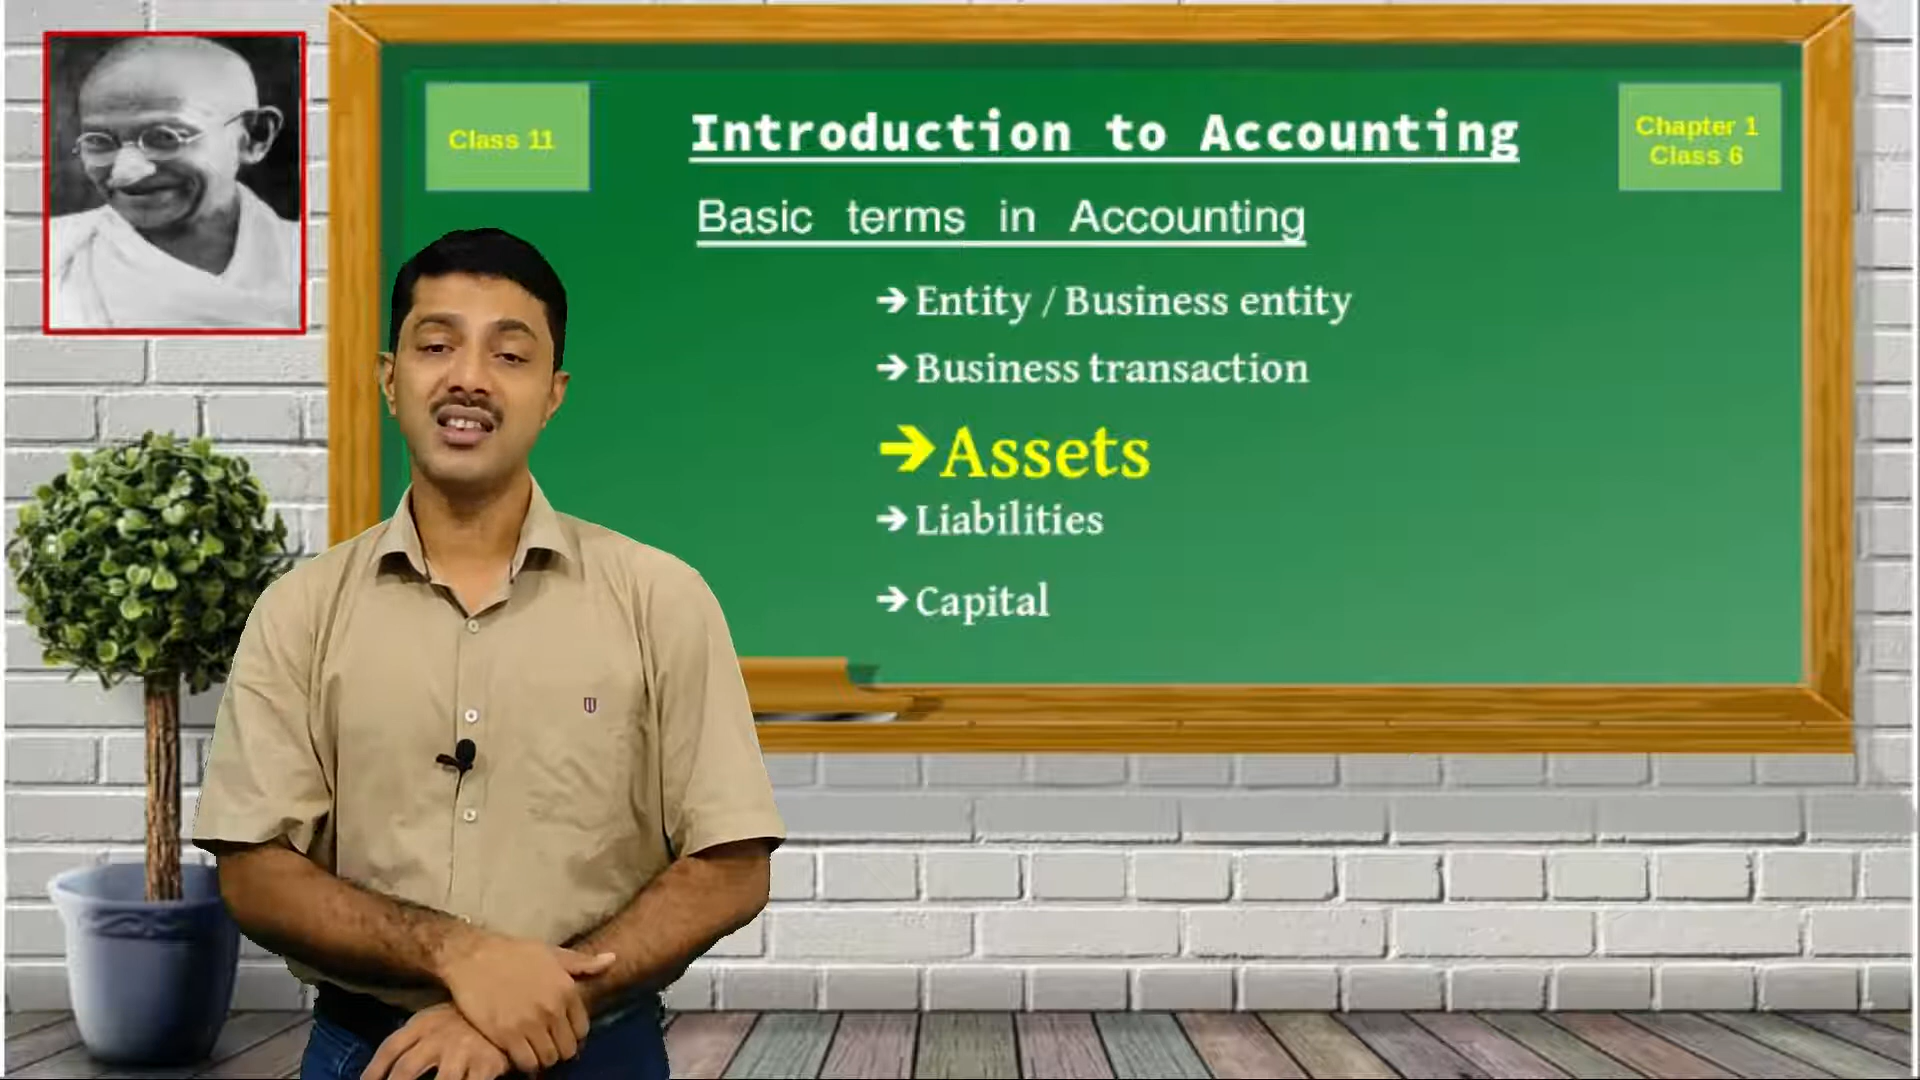 Class 11
Introduction to Accounting
Chapter 1
Class 6
Basic terms in Accounting
➔ Entity / Business entity
➔ Business transaction
➔ Assets
➔ Liabilities
➔ Capital